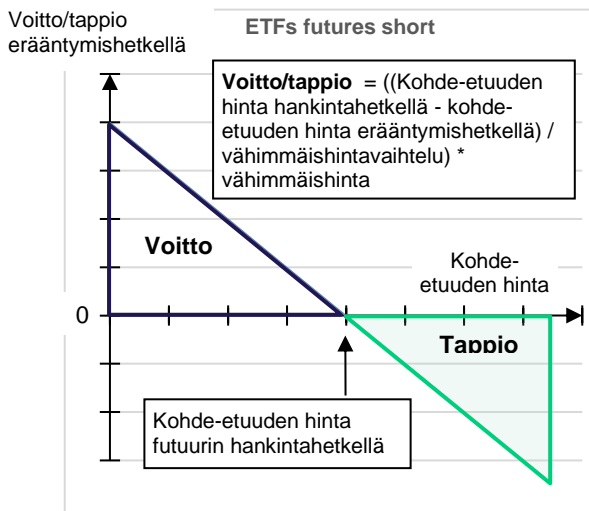 Voitto/tappio
erääntymishetkellä
ETFs futures short
Voitto/tappio = ((Kohde-etuuden
hinta hankintahetkellä - kohde-
etuuden hinta erääntymishetkellä) /
vähimmäishintavaihtelu) *
vähimmäishinta
Voitto
Kohde-
etuuden hinta
0
Tappio
Kohde-etuuden hinta
futuurin hankintahetkellä